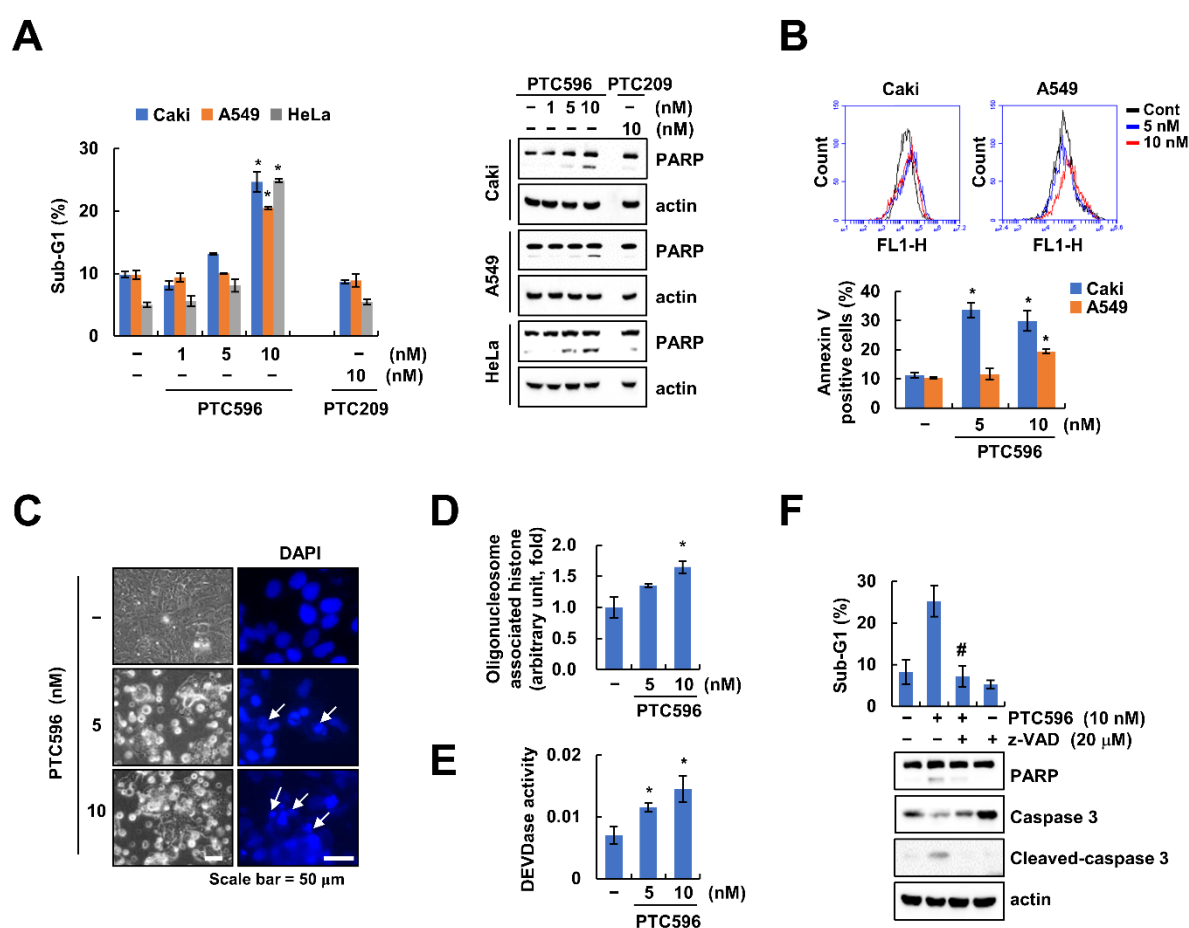 A
Caki A549 HeLa
Sub-G1 (%)
40
30
20
10
0
* * *
– 1 5 10 – (nM)
– – – – 10 (nM)
PTC596 PTC209
PTC596 PTC209
– 1 5 10 – (nM)
10 (nM)
Caki
PARP
actin
A549
PARP
actin
HeLa
PARP
actin
B
Caki A549
Count
150
100
50
0
FL1-H
Count
FL1-H
Cont
5 nM
10 nM
Annexin V
positive cells (%)
40
30
20
10
0
* * *
Caki
A549
– 5 10 (nM)
PTC596
C
DAPI
PTC596 (nM)
–
5
10
Scale bar = 50 μm
D
Oligonucleosome
associated histone
(arbitrary unit, fold)
2.0
1.5
1.0
0.5
0.0
*
– 5 10 (nM)
PTC596
E
DEVDase activity
0.02
0.01
0
* *
– 5 10 (nM)
PTC596
F
Sub-G1 (%)
30
20
10
0
#
– + + – PTC596 (10 nM)
– – + + z-VAD (20 μM)
PARP
Caspase 3
Cleaved-caspase 3
actin